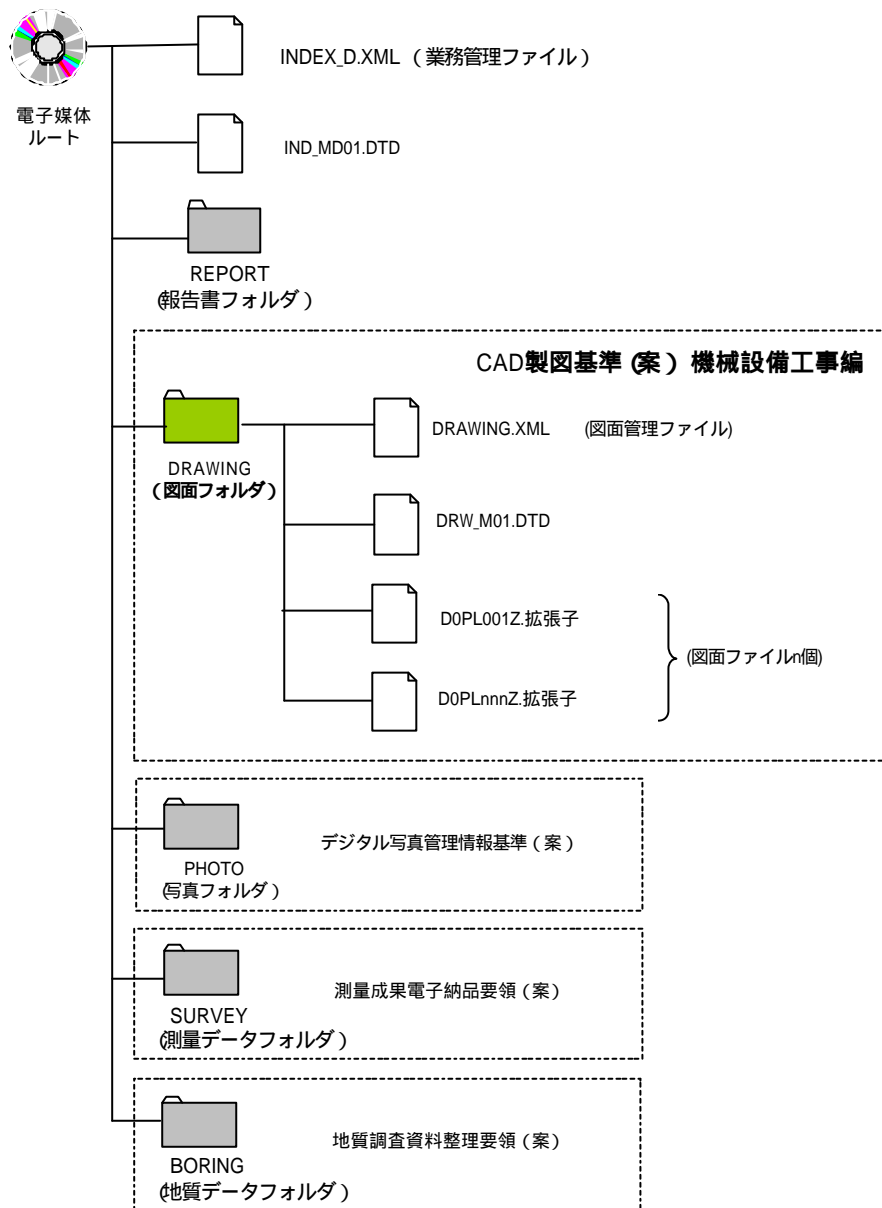 INDEX_D.XML （業務管理ファイル）
電子媒体
ルート
IND_MD01.DTD
REPORT
(報告書フォルダ）
CAD製図基準（案） 機械設備工事編
DRAWING.XML (図面管理ファイル)
DRAWING
（図面フォルダ）
DRW_M01.DTD
D0PL001Z.拡張子
(図面ファイルn個)
D0PLnnnZ.拡張子
デジタル写真管理情報基準（案）
PHOTO
(写真フォルダ）
測量成果電子納品要領（案）
SURVEY
(測量データフォルダ）
地質調査資料整理要領（案）
BORING
(地質データフォルダ）